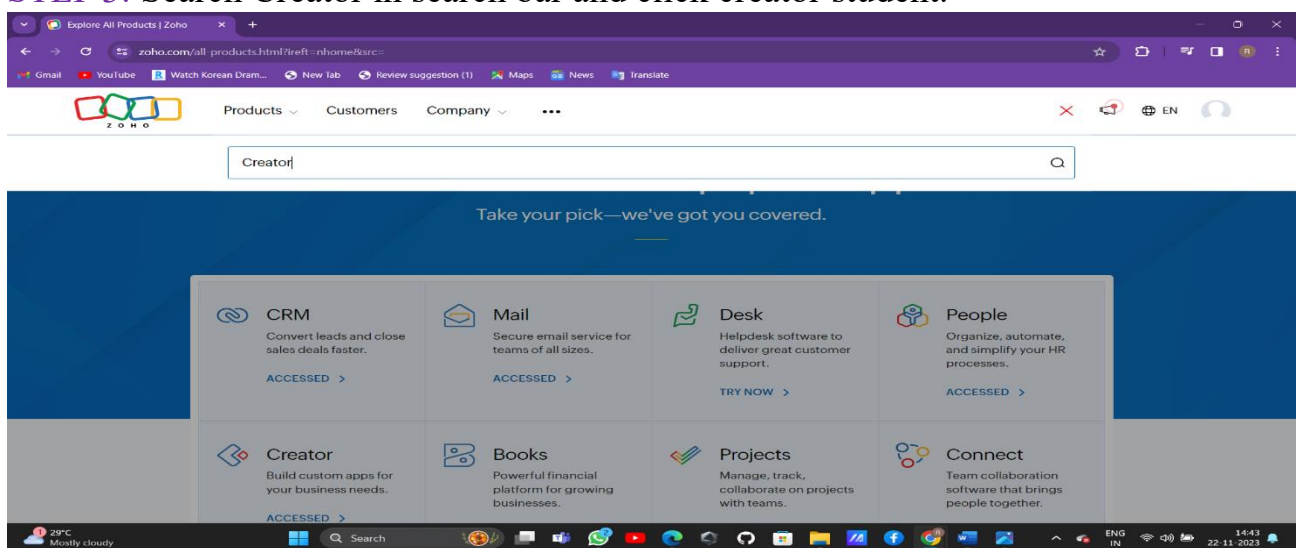 STEP 3: Search Creator in search bar and click creator student.
Explore All Products | Zoho
zoho.com/all-products.html?ireft=nhome&src=
Gmail YouTube Watch Korean Dram... New Tab Review suggestion (1) Maps News Translate
ZOHO
Products Customers Company ••• EN
Creator
Take your pick—we've got you covered.
CRM
Convert leads and close
sales deals faster.
ACCESSED >
Mail
Secure email service for
teams of all sizes.
ACCESSED >
Desk
Helpdesk software to
deliver great customer
support.
TRY NOW >
People
Organize, automate,
and simplify your HR
processes.
ACCESSED >
Creator
Build custom apps for
your business needs.
ACCESSED >
Books
Powerful financial
platform for growing
businesses.
Projects
Manage, track,
collaborate on projects
with teams.
Connect
Team collaboration
software that brings
people together.
29°C
Mostly cloudy
Search
ENG
IN
14:43
22-11-2023